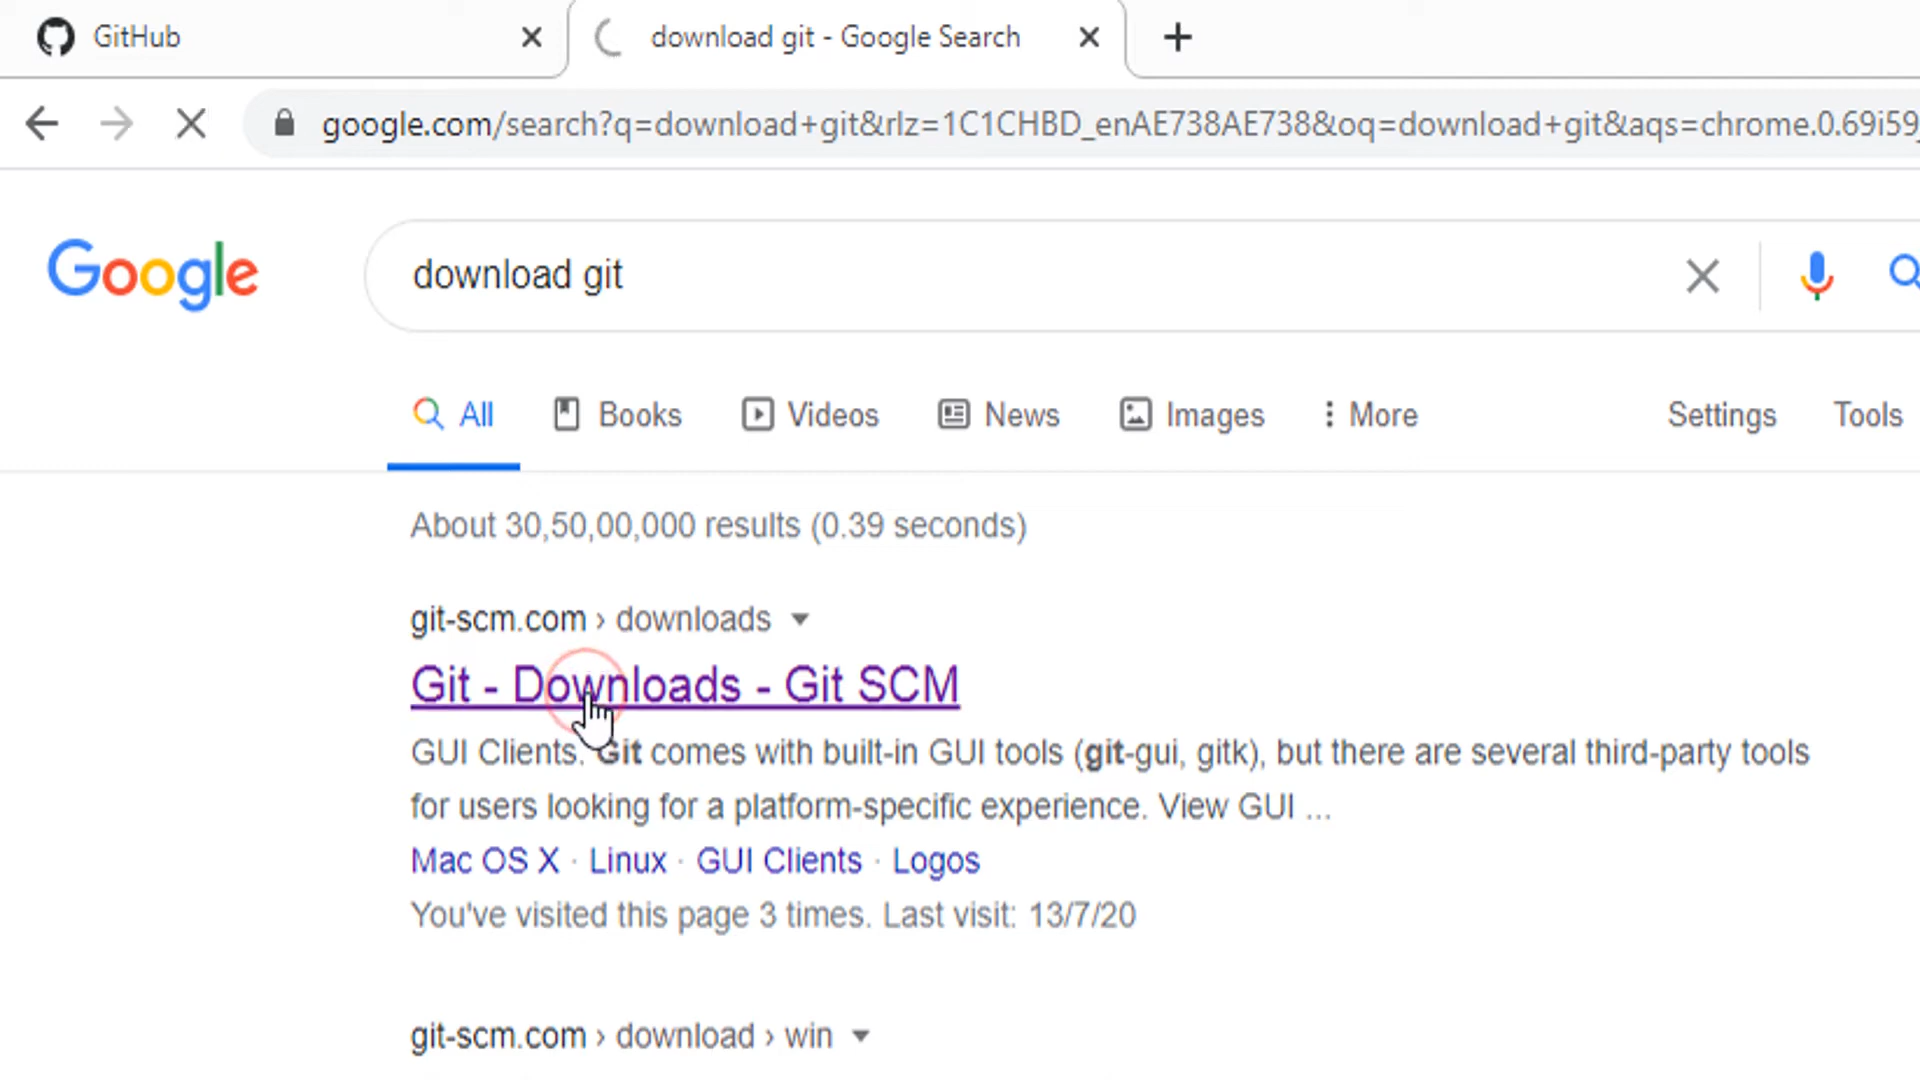 GitHub
download git - Google Search
google.com/search?q=download+git&rlz=1C1CHBD_enAE738AE738&oq=download+git&aqs=chrome.0.69i59
Google
download git
All Books Videos News Images More Settings Tools
About 30,50,00,000 results (0.39 seconds)
git-scm.com › downloads
Git - Downloads - Git SCM
GUI Clients. Git comes with built-in GUI tools (git-gui, gitk), but there are several third-party tools
for users looking for a platform-specific experience. View GUI ...
Mac OS X · Linux · GUI Clients · Logos
You've visited this page 3 times. Last visit: 13/7/20
git-scm.com › download › win